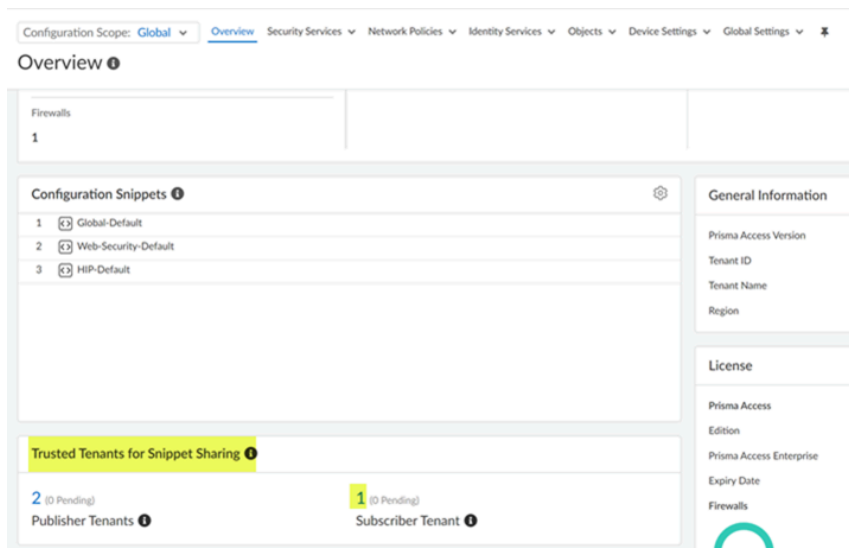 Configuration Scope: Global Overview Security Services Network Policies Identity Services Objects Device Settings Global Settings
Overview
Firewalls
1
Configuration Snippets
1 Global-Default
2 Web-Security-Default
3 HIP-Default
Trusted Tenants for Snippet Sharing
2 (0 Pending)
Publisher Tenants
1 (0 Pending)
Subscriber Tenant
General Information
Prisma Access Version
Tenant ID
Tenant Name
Region
License
Prisma Access
Edition
Prisma Access Enterprise
Expiry Date
Firewalls